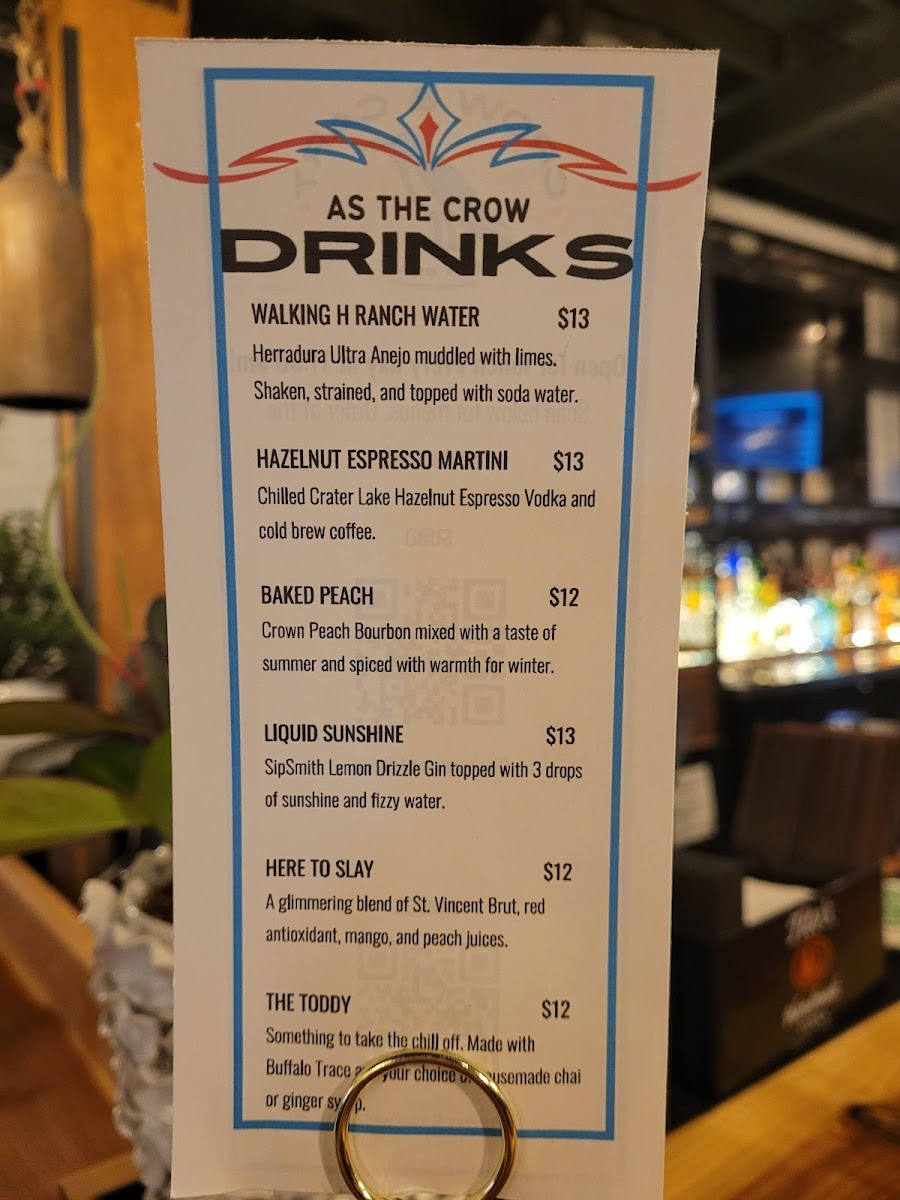 AS THE CROW
DRINKS
WALKING H RANCH WATER $13
Herradura Ultra Anejo muddled with limes.
Shaken, strained, and topped with soda water.
HAZELNUT ESPRESSO MARTINI $13
Chilled Crater Lake Hazelnut Espresso Vodka and
cold brew coffee.
BAKED PEACH $12
Crown Peach Bourbon mixed with a taste of
summer and spiced with warmth for winter.
LIQUID SUNSHINE $13
SipSmith Lemon Drizzle Gin topped with 3 drops
of sunshine and fizzy water.
HERE TO SLAY $12
A glimmering blend of St. Vincent Brut, red
antioxidant, mango, and peach juices.
THE TODDY $12
Something to take the chill off. Made with
Buffalo Trace your choice chai
or ginger